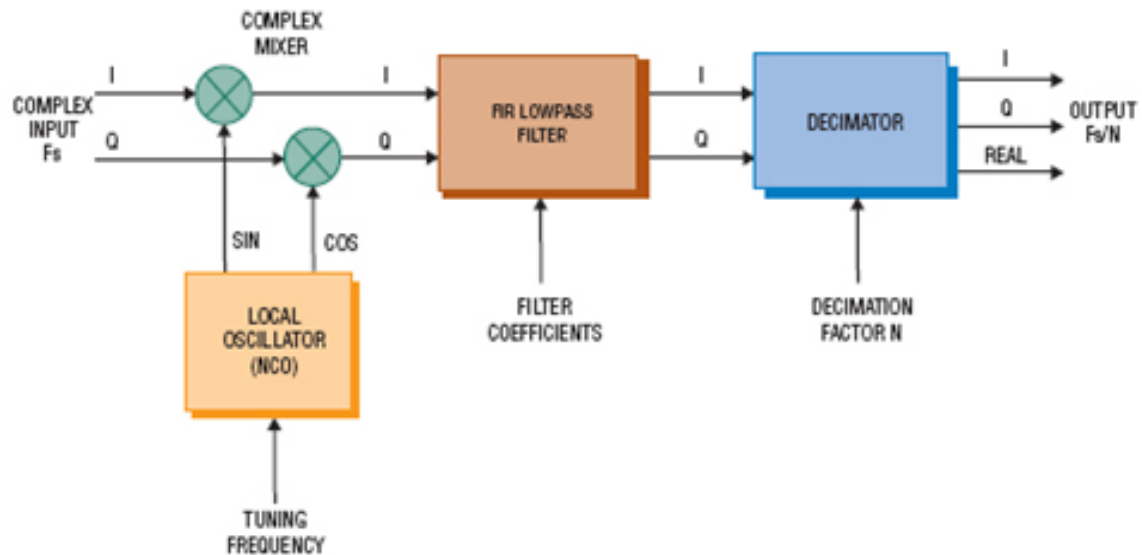 COMPLEX
MIXER
I
I
I
I
COMPLEX
INPUT
Fs
FIR LOWPASS
FILTER
DECIMATOR
Q
OUTPUT
Fs/N
Q
Q
Q
REAL
SIN
COS
LOCAL
OSCILLATOR
(NCO)
FILTER
COEFFICIENTS
DECIMATION
FACTOR N
TUNING
FREQUENCY